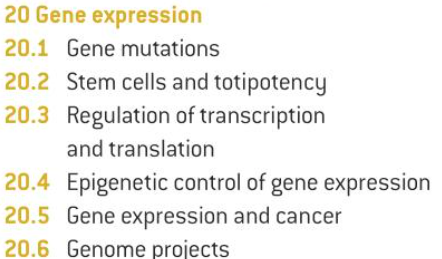 20 Gene expression
20.1 Gene mutations
20.2 Stem cells and totipotency
20.3 Regulation of transcription
and translation
20.4 Epigenetic control of gene expression
20.5 Gene expression and cancer
20.6 Genome projects